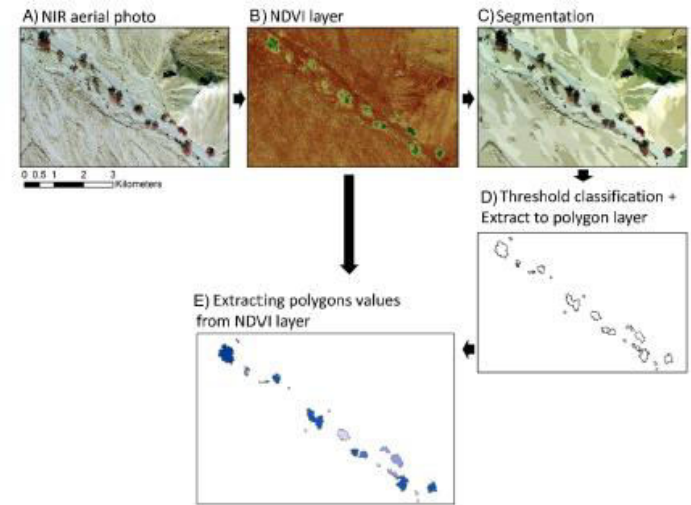 A) NIR aerial photo
B) NDVI layer
C) Segmentation
0 0.5 1 2 3
Kilometers
D) Threshold classification +
Extract to polygon layer
E) Extracting polygons values
from NDVI layer